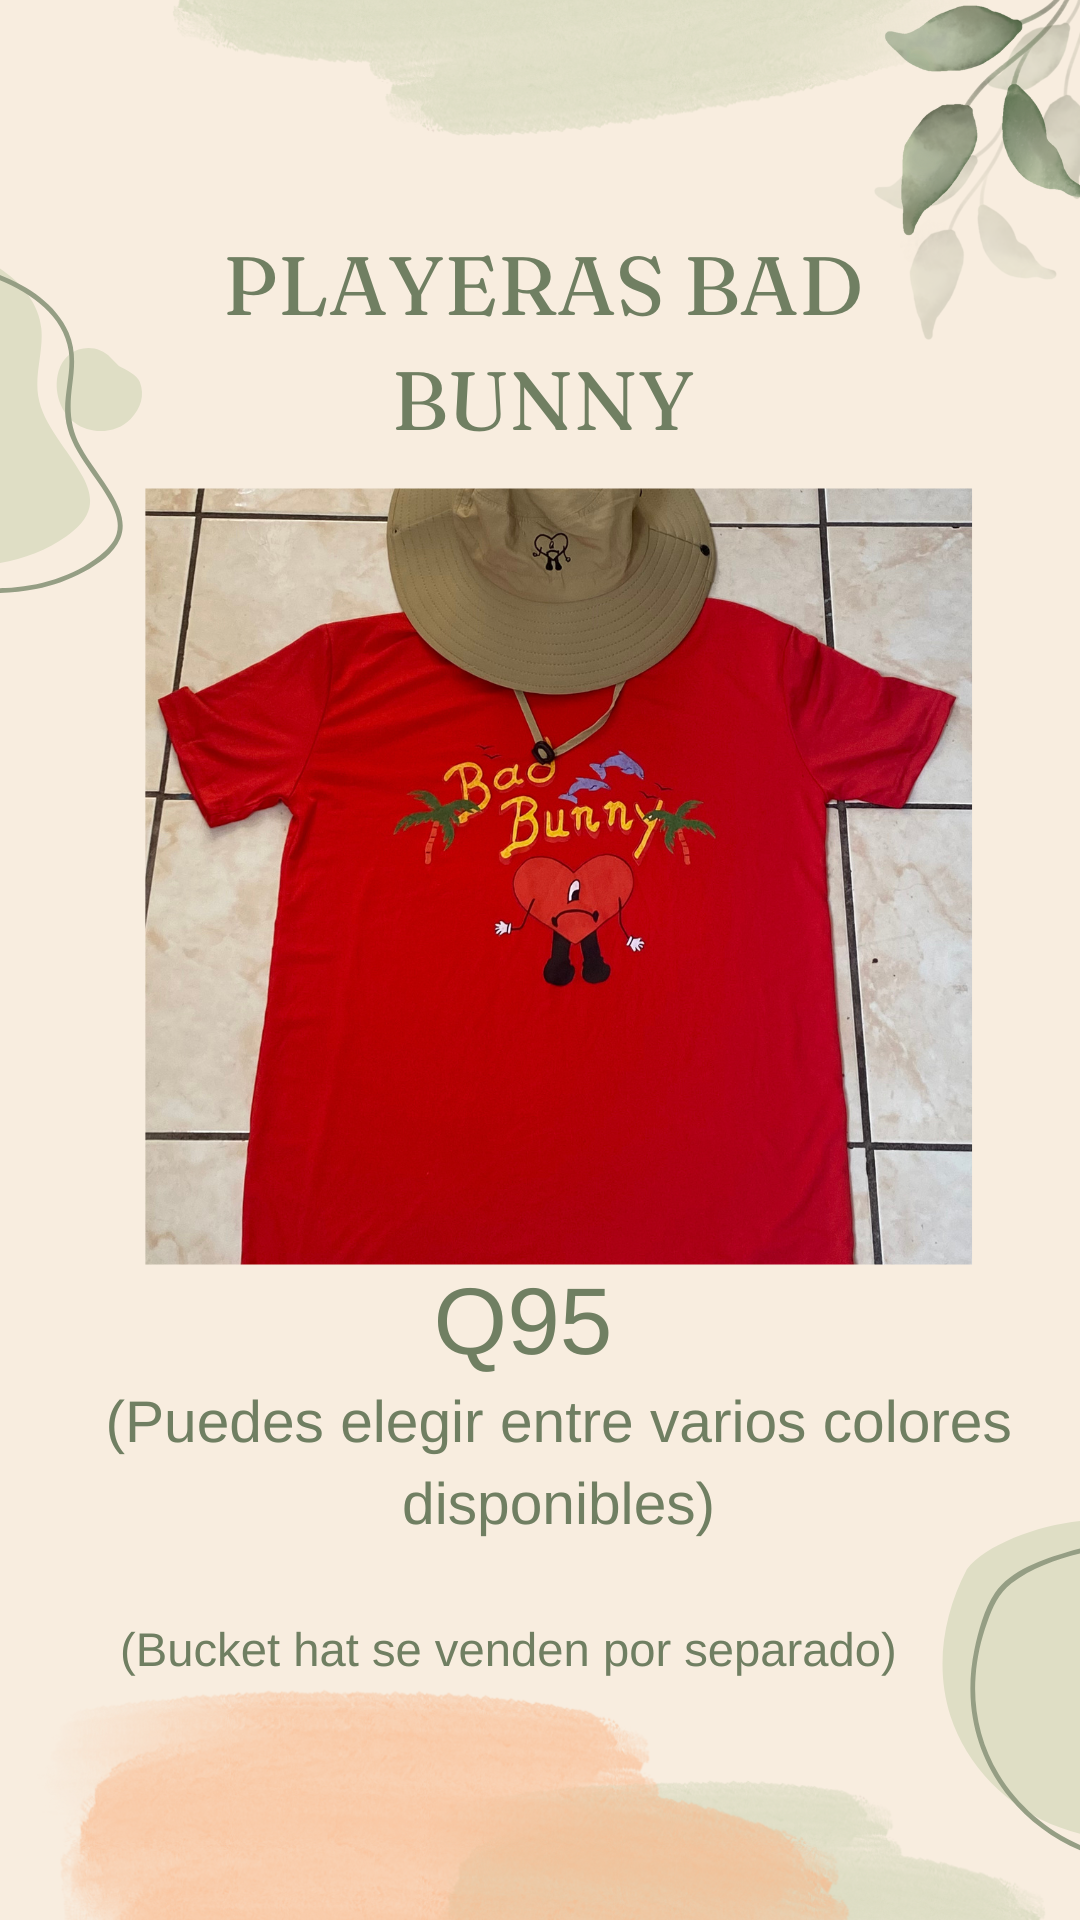 PLAYERAS BAD
BUNNY
Bad
Bunny
Q95
(Puedes elegir entre varios colores
disponibles)
(Bucket hat se venden por separado)